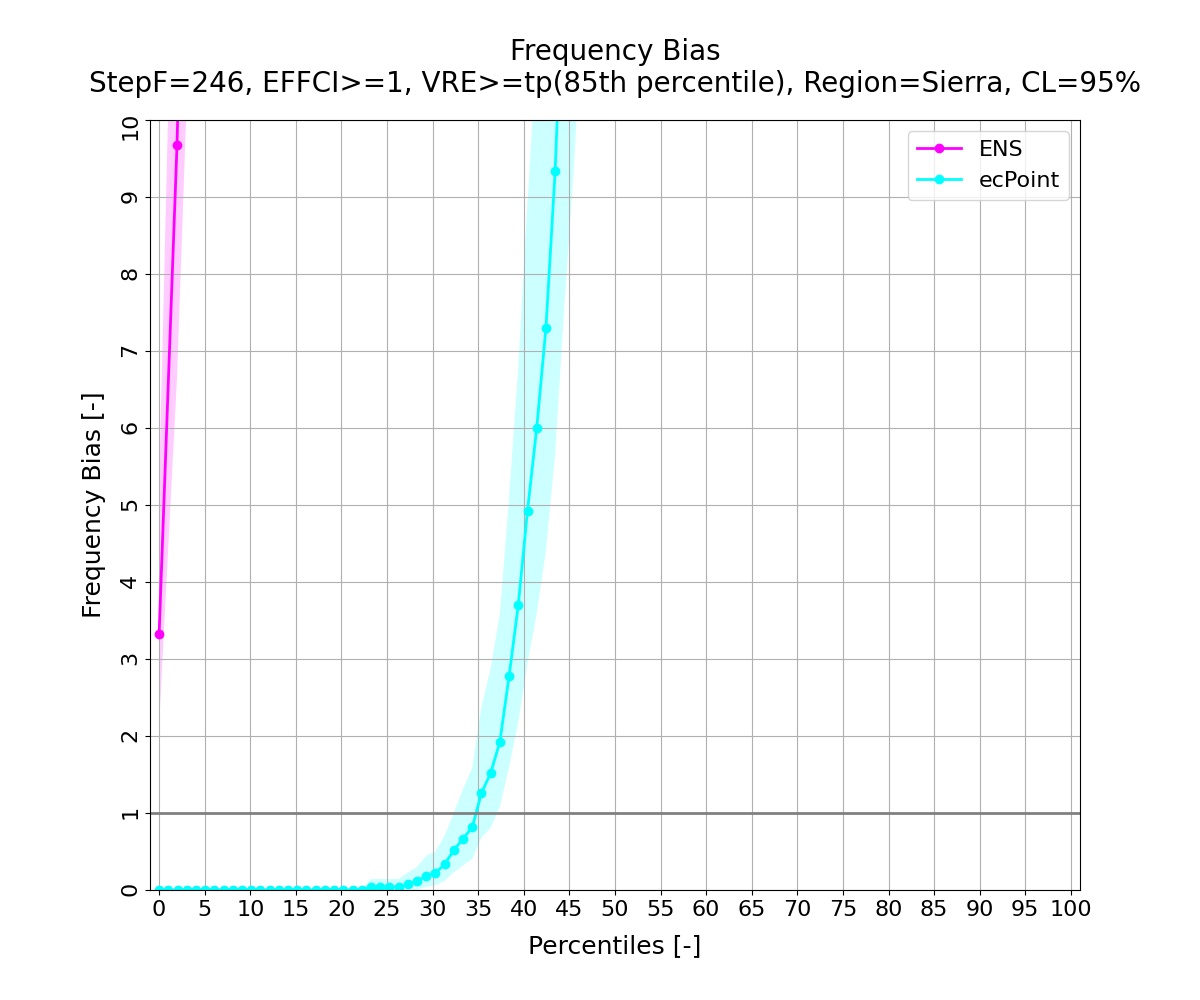 Frequency Bias
StepF=246, EFFCI>=1, VRE>=tp(85th percentile), Region=Sierra, CL=95%
ENS
ecPoint
Frequency Bias [-]
10
9
8
7
6
5
4
3
2
1
0
0 5 10 15 20 25 30 35 40 45 50 55 60 65 70 75 80 85 90 95 100
Percentiles [-]